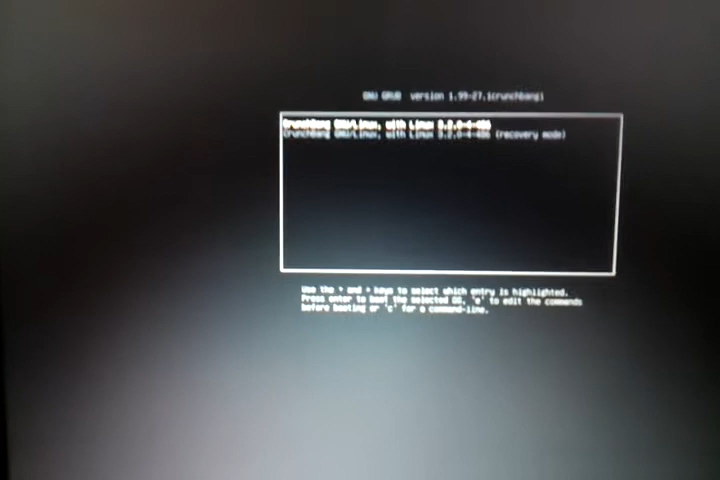 GNU GRUB version 1.99-27.1crunchbang1
CrunchBang GNU/Linux, with Linux 3.2.0-4-486
CrunchBang GNU/Linux, with Linux 3.2.0-4-486 (recovery mode)
Use the ↑ and ↓ keys to select which entry is highlighted.
Press enter to boot the selected OS, 'e' to edit the commands
before booting or 'c' for a command-line.